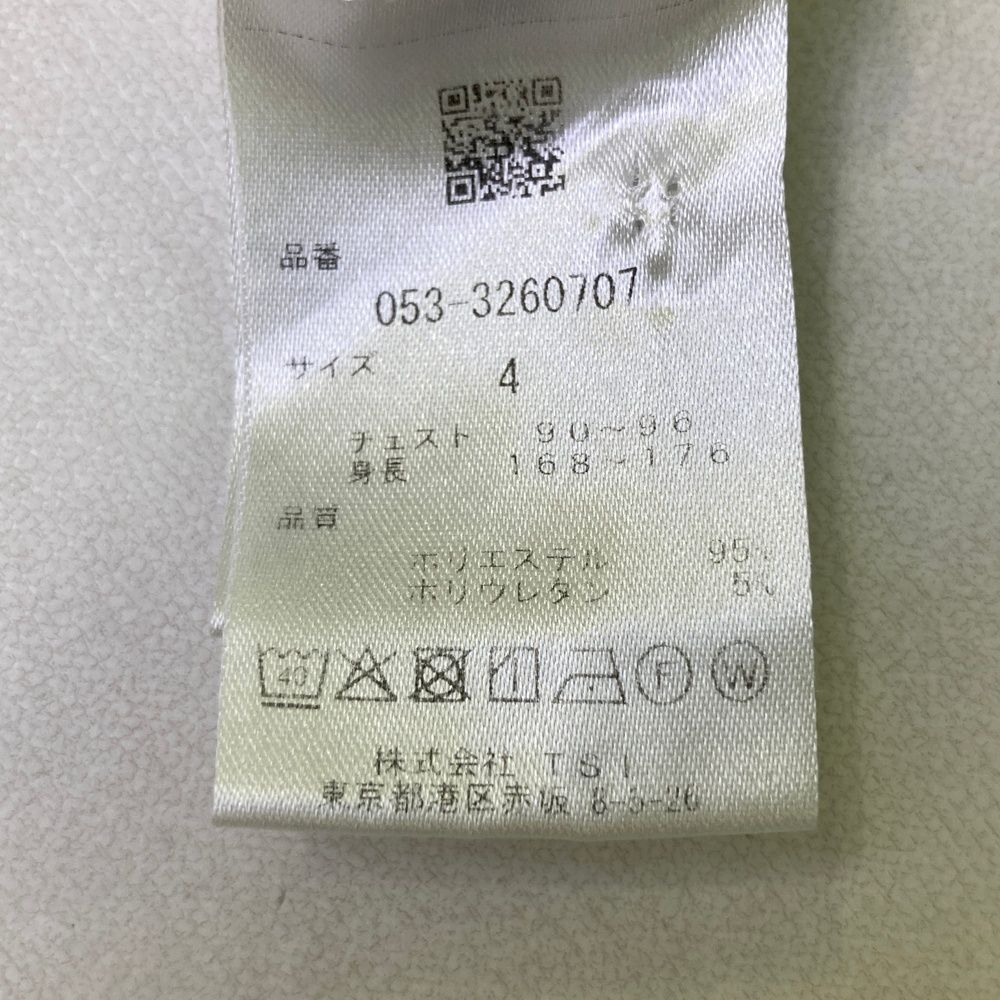 品番
053-3260707
サイズ 4
チェスト 90~96
身長 168~176
品質
ポリエステル 95%
ポリウレタン 5%
40 F W
株式会社 TSI
東京都港区赤坂 8-5-26